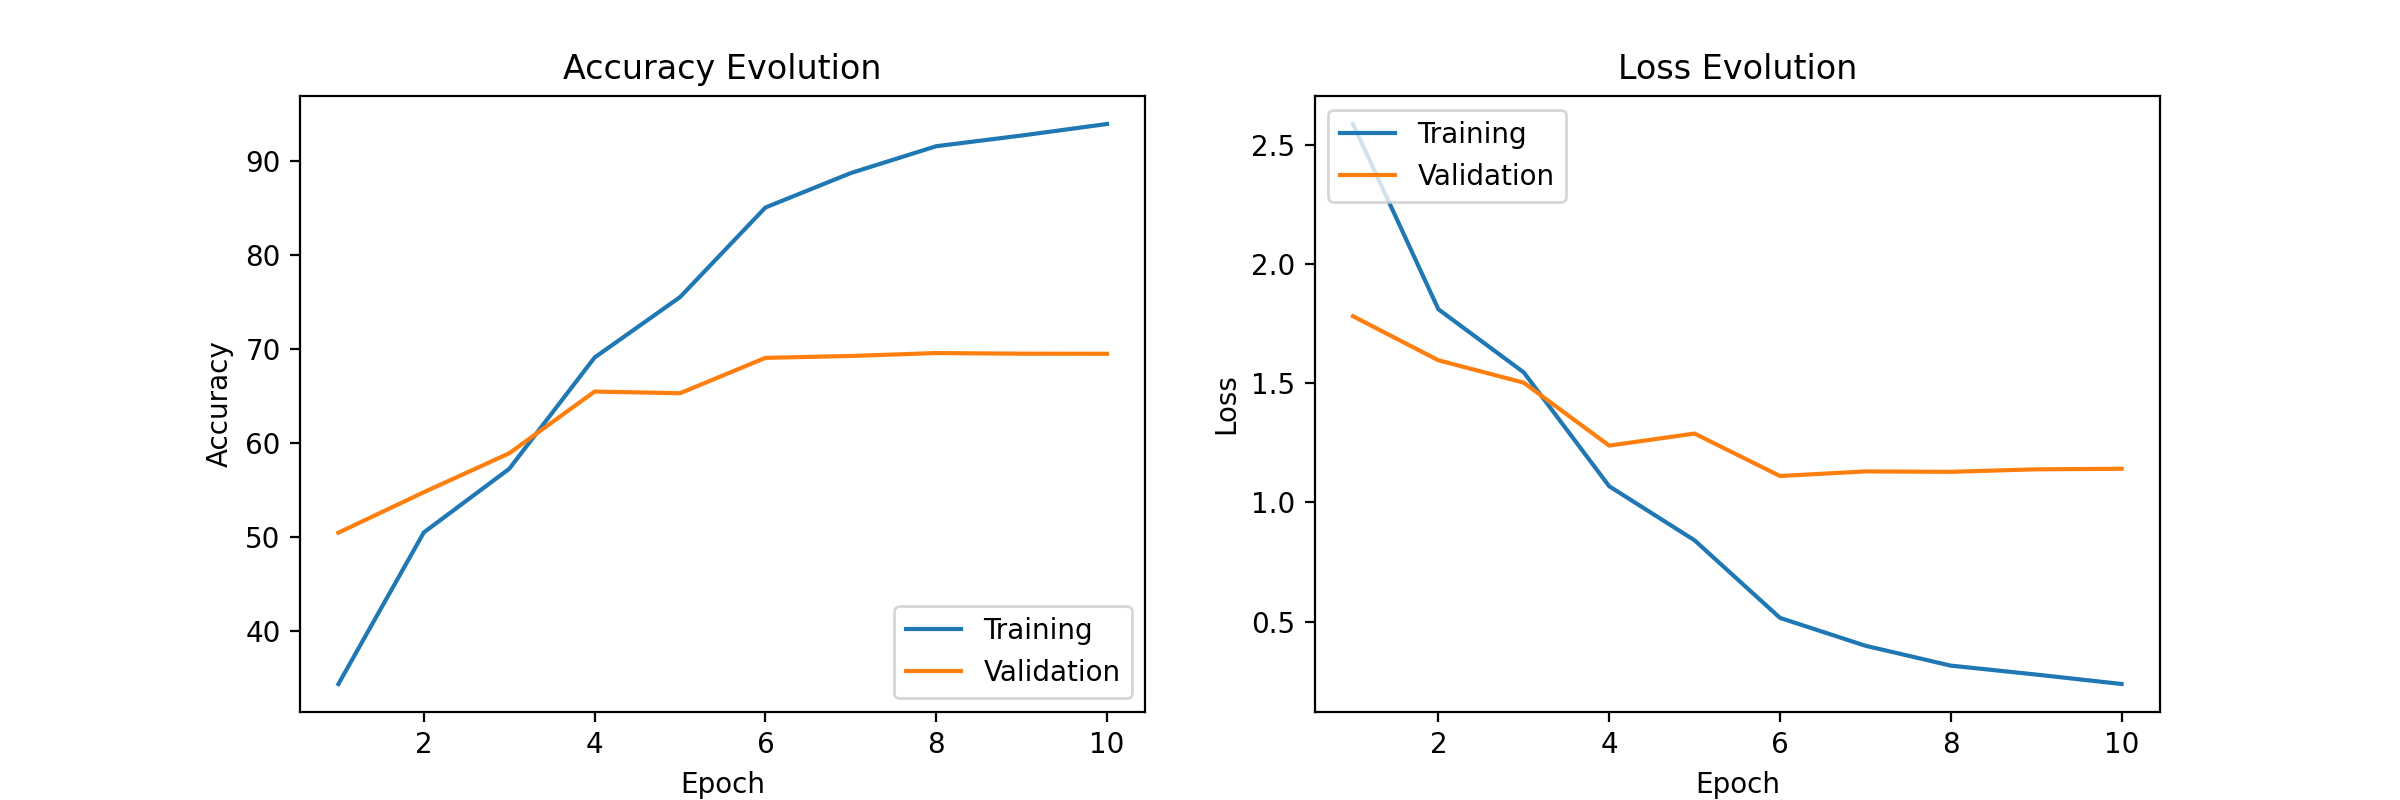 Accuracy Evolution
90
80
70
60
50
40
Accuracy
2 4 6 8 10
Epoch
Training
Validation
Loss Evolution
2.5
2.0
1.5
1.0
0.5
Loss
2 4 6 8 10
Epoch
Training
Validation